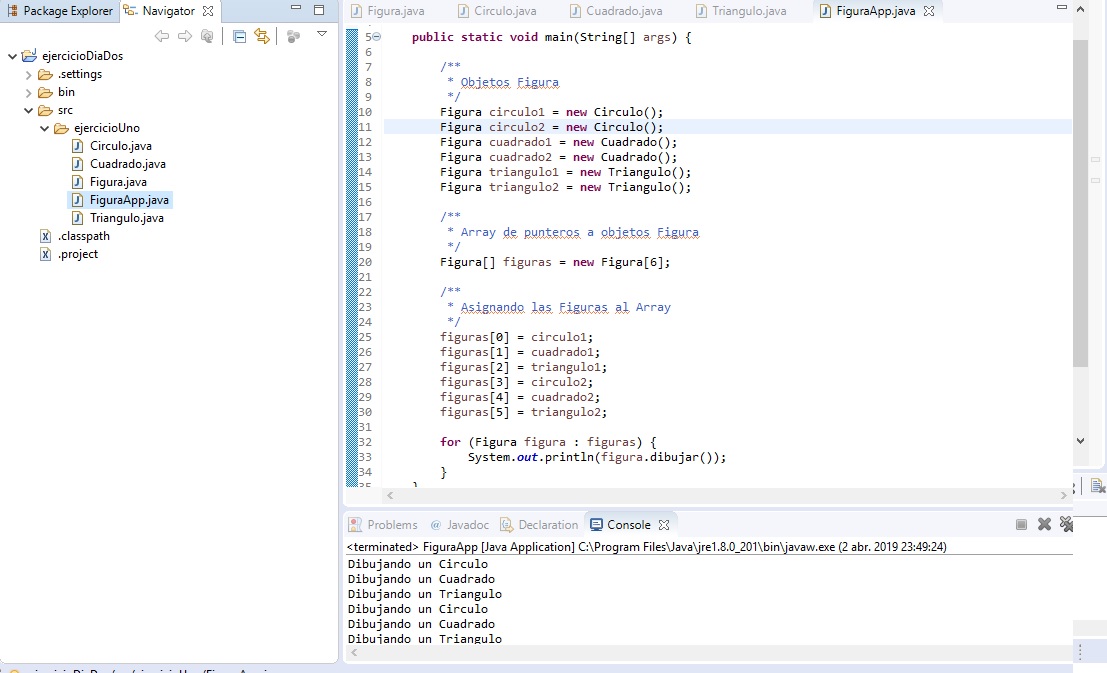 Package Explorer
Navigator
ejercicioDiaDos
.settings
bin
src
ejercicioUno
Circulo.java
Cuadrado.java
Figura.java
FiguraApp.java
Triangulo.java
.classpath
.project
Figura.java
Circulo.java
Cuadrado.java
Triangulo.java
FiguraApp.java
5 public static void main(String[] args) {
6
7 /**
8 * Objetos Figura
9 */
10 Figura circulo1 = new Circulo();
11 Figura circulo2 = new Circulo();
12 Figura cuadrado1 = new Cuadrado();
13 Figura cuadrado2 = new Cuadrado();
14 Figura triangulo1 = new Triangulo();
15 Figura triangulo2 = new Triangulo();
16
17 /**
18 * Array de punteros a objetos Figura
19 */
20 Figura[] figuras = new Figura[6];
21
22 /**
23 * Asignando las Figuras al Array
24 */
25 figuras[0] = circulo1;
26 figuras[1] = cuadrado1;
27 figuras[2] = triangulo1;
28 figuras[3] = circulo2;
29 figuras[4] = cuadrado2;
30 figuras[5] = triangulo2;
31
32 for (Figura figura : figuras) {
33 System.out.println(figura.dibujar());
34 }
35 }
Problems
@ Javadoc
Declaration
Console
<terminated> FiguraApp [Java Application] C:\Program Files\Java\jre1.8.0_201\bin\javaw.exe (2 abr. 2019 23:49:24)
Dibujando un Circulo
Dibujando un Cuadrado
Dibujando un Triangulo
Dibujando un Circulo
Dibujando un Cuadrado
Dibujando un Triangulo